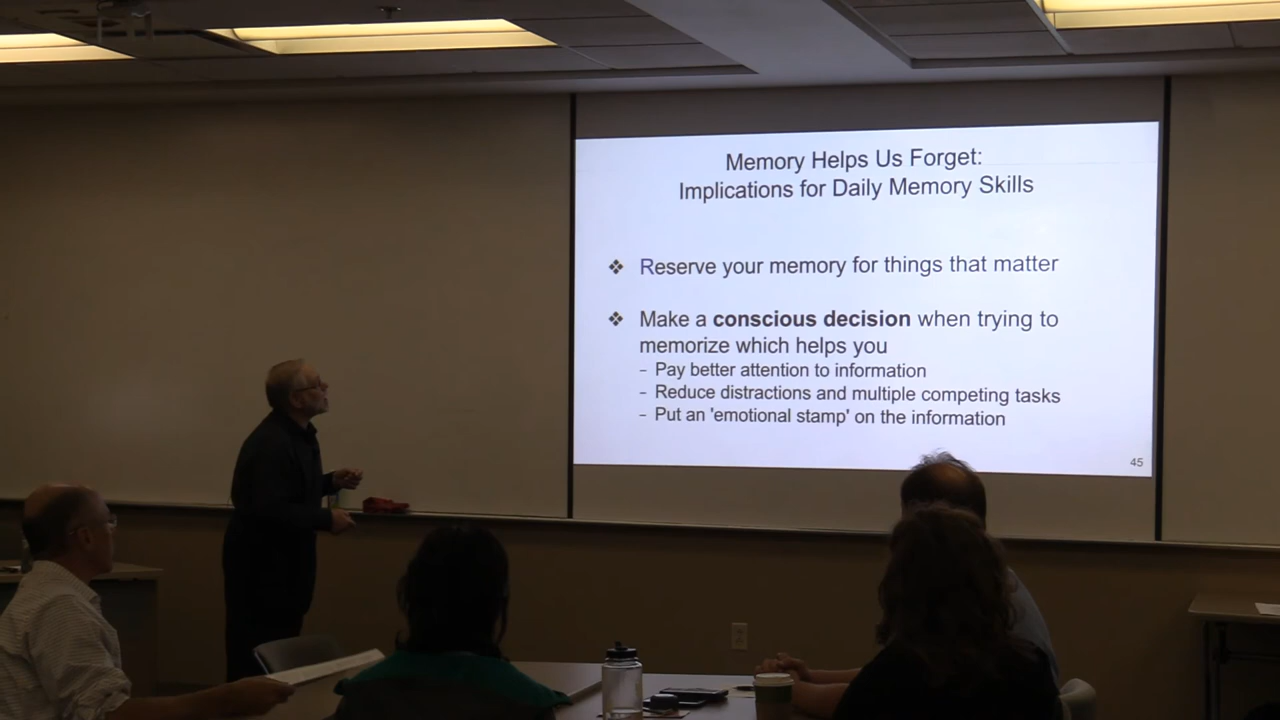 Memory Helps Us Forget:
Implications for Daily Memory Skills
❖ Reserve your memory for things that matter
❖ Make a conscious decision when trying to
memorize which helps you
- Pay better attention to information
- Reduce distractions and multiple competing tasks
- Put an 'emotional stamp' on the information
45